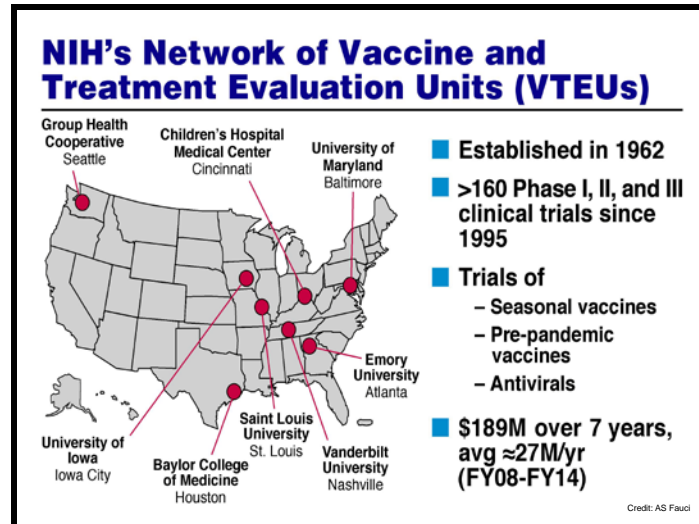 NIH's Network of Vaccine and
Treatment Evaluation Units (VTEUs)
Group Health
Cooperative
Seattle
Children's Hospital
Medical Center
Cincinnati
University of
Maryland
Baltimore
Emory
University
Atlanta
Saint Louis
University
St. Louis
Vanderbilt
University
Nashville
University of
Iowa
Iowa City
Baylor College
of Medicine
Houston
Established in 1962
>160 Phase I, II, and III
clinical trials since
1995
Trials of
– Seasonal vaccines
– Pre-pandemic
vaccines
– Antivirals
$189M over 7 years,
avg ≈27M/yr
(FY08-FY14)
Credit: AS Fauci